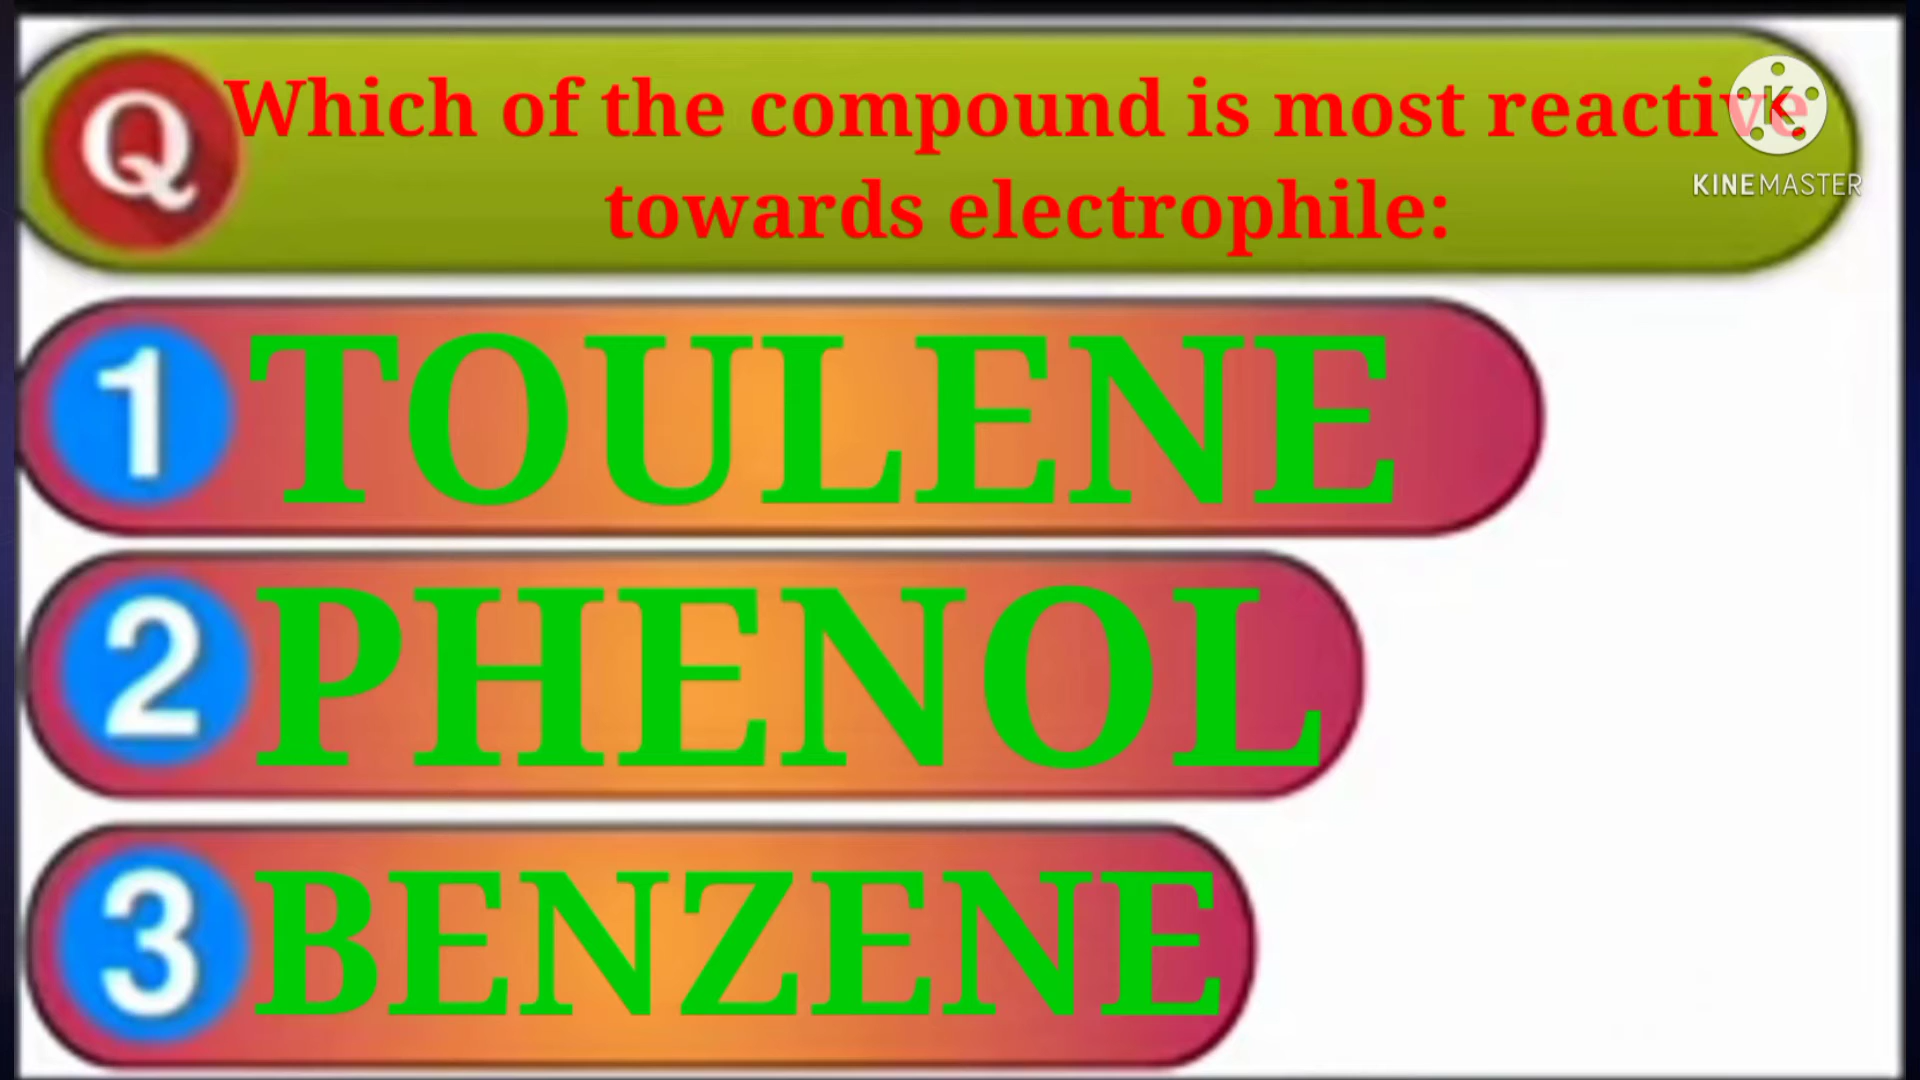 Q Which of the compound is most reactive
towards electrophile:
KINEMASTER
1 TOULENE
2 PHENOL
3 BENZENE